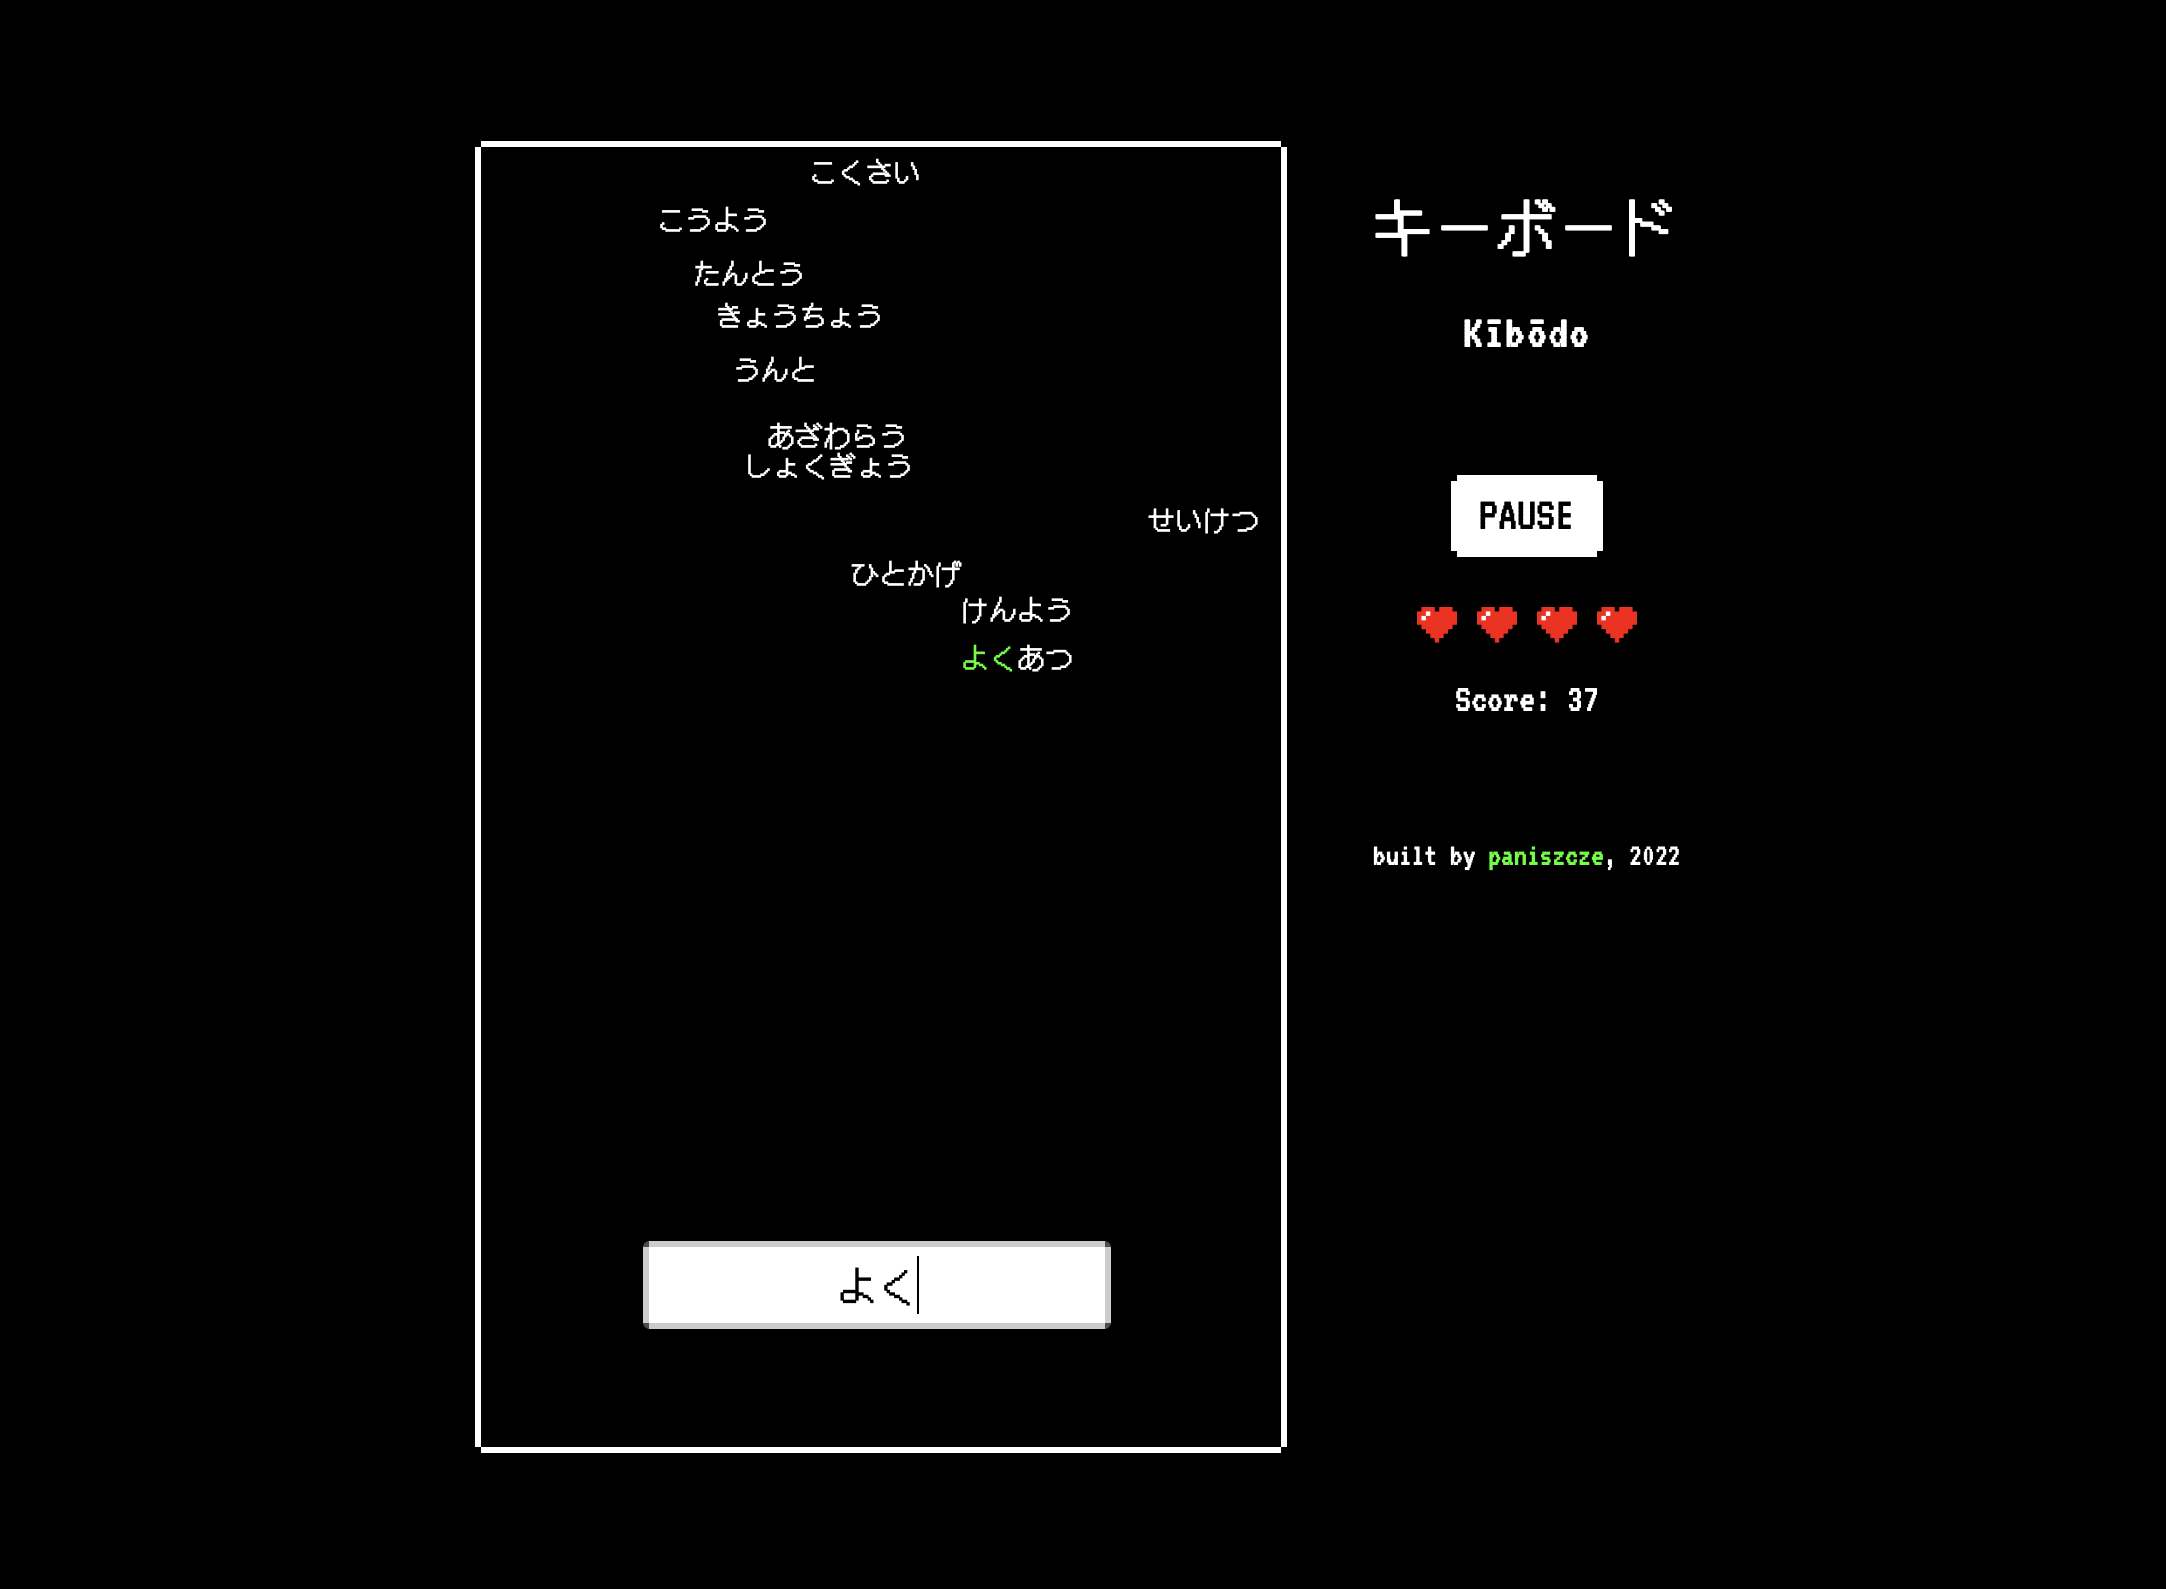 こくさい
こうよう
たんとう
きょうちょう
うんと
あざわらう
しょくぎょう
せいけつ
ひとかげ
けんよう
よくあつ
よく
キーボード
Kībōdo
PAUSE
Score: 37
built by paniszcze, 2022